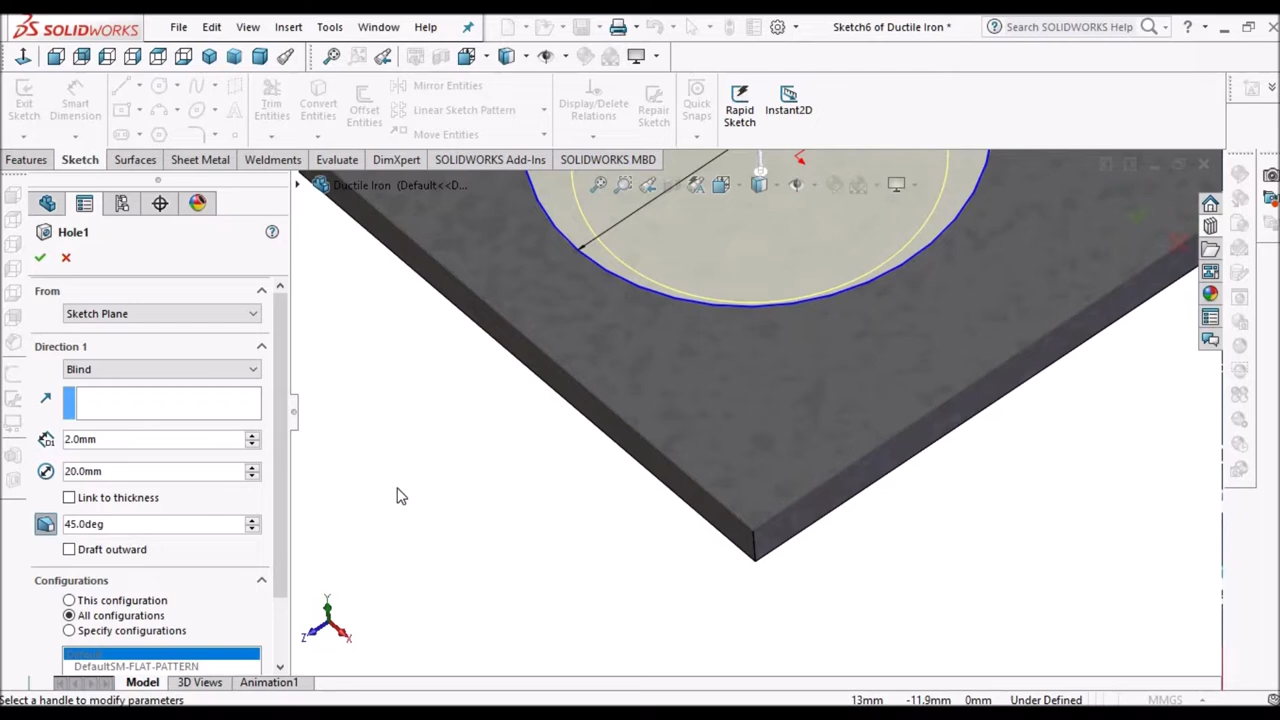 SOLIDWORKS File Edit View Insert Tools Window Help Sketch6 of Ductile Iron * Search SOLIDWORKS Help ?
Exit Sketch
Smart Dimension
Trim Entities
Convert Entities
Offset Entities
Mirror Entities
Linear Sketch Pattern
Move Entities
Display/Delete Relations
Repair Sketch
Quick Snaps
Rapid Sketch
Instant2D
Features Sketch Surfaces Sheet Metal Weldments Evaluate DimXpert SOLIDWORKS Add-Ins SOLIDWORKS MBD
Ductile Iron (Default<<D...
Hole1
From
Sketch Plane
Direction 1
Blind
2.0mm
20.0mm
Link to thickness
45.0deg
Draft outward
Configurations
This configuration
All configurations
Specify configurations
DefaultSM-FLAT-PATTERN
Y
Z X
Model 3D Views Animation1
Select a handle to modify parameters 13mm -11.9mm 0mm Under Defined MMGS